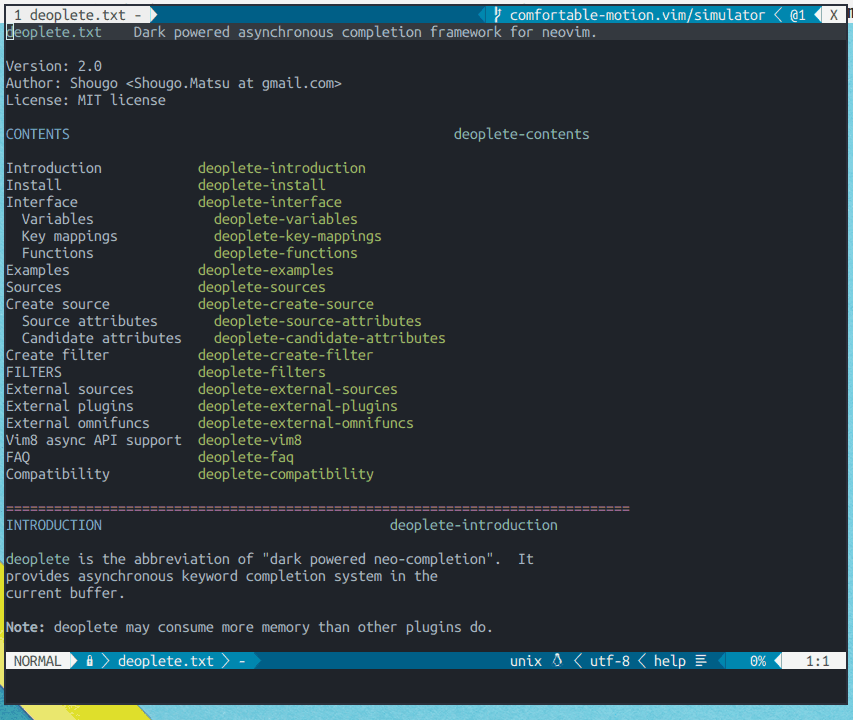 1 deoplete.txt - comfortable-motion.vim/simulator @1 X
deoplete.txt    Dark powered asynchronous completion framework for neovim.
Version: 2.0
Author: Shougo <Shougo.Matsu at gmail.com>
License: MIT license
CONTENTS deoplete-contents
Introduction deoplete-introduction
Install deoplete-install
Interface deoplete-interface
Variables deoplete-variables
Key mappings deoplete-key-mappings
Functions deoplete-functions
Examples deoplete-examples
Sources deoplete-sources
Create source deoplete-create-source
Source attributes deoplete-source-attributes
Candidate attributes deoplete-candidate-attributes
Create filter deoplete-create-filter
FILTERS deoplete-filters
External sources deoplete-external-sources
External plugins deoplete-external-plugins
External omnifuncs deoplete-external-omnifuncs
Vim8 async API support deoplete-vim8
FAQ deoplete-faq
Compatibility deoplete-compatibility
==============================================================================
INTRODUCTION deoplete-introduction
deoplete is the abbreviation of "dark powered neo-completion".  It
provides asynchronous keyword completion system in the
current buffer.
Note: deoplete may consume more memory than other plugins do.
NORMAL deoplete.txt - unix utf-8 help 0% 1:1